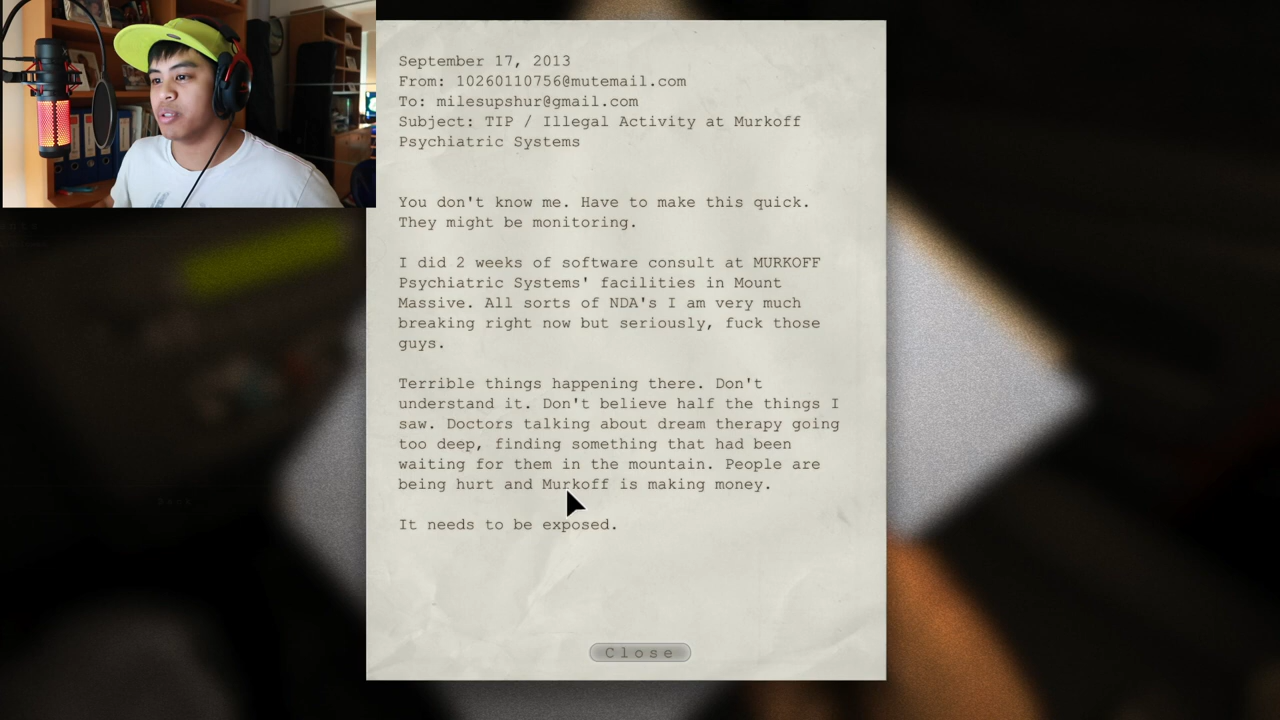 September 17, 2013
From: 10260110756@mutemail.com
To: milesupshur@gmail.com
Subject: TIP / Illegal Activity at Murkoff
Psychiatric Systems
You don't know me. Have to make this quick.
They might be monitoring.
I did 2 weeks of software consult at MURKOFF
Psychiatric Systems' facilities in Mount
Massive. All sorts of NDA's I am very much
breaking right now but seriously, fuck those
guys.
Terrible things happening there. Don't
understand it. Don't believe half the things I
saw. Doctors talking about dream therapy going
too deep, finding something that had been
waiting for them in the mountain. People are
being hurt and Murkoff is making money.
It needs to be exposed.
Close